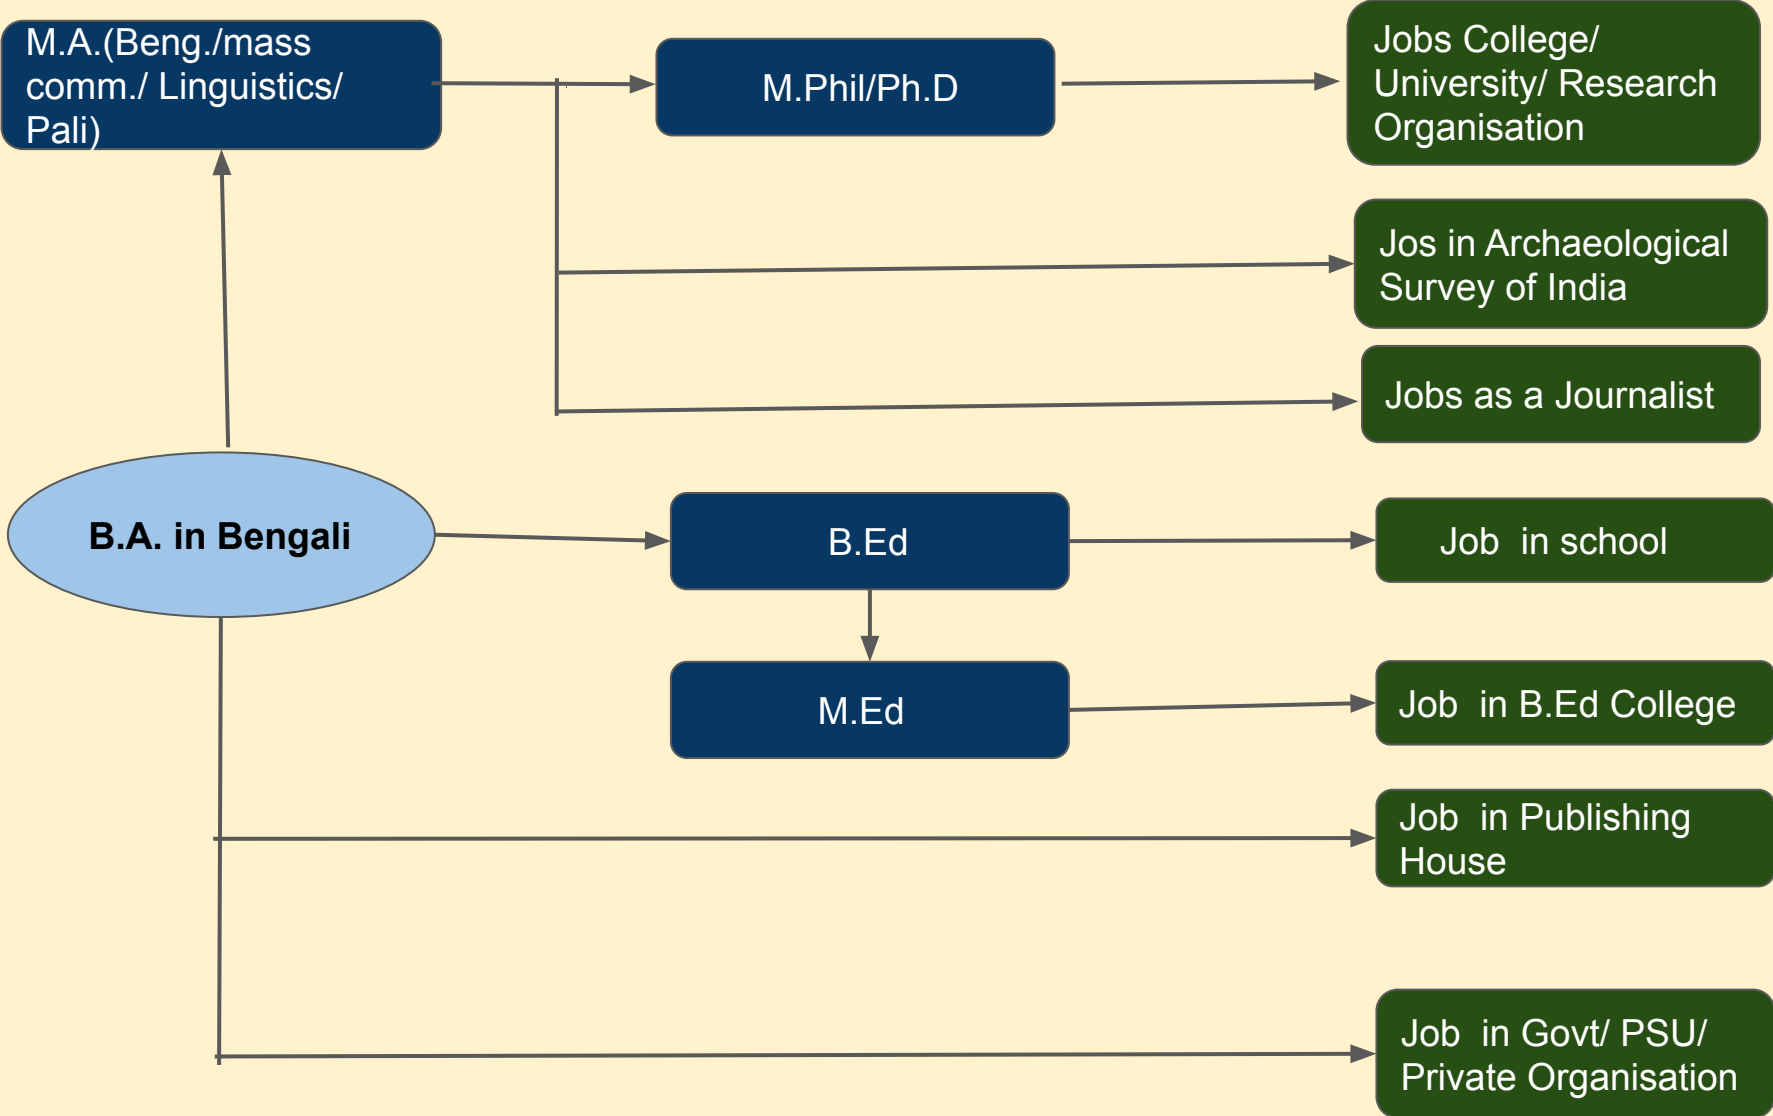 M.A.(Beng./mass
comm./ Linguistics/
Pali)
M.Phil/Ph.D
Jobs College/
University/ Research
Organisation
Jos in Archaeological
Survey of India
Jobs as a Journalist
B.A. in Bengali
B.Ed
Job in school
M.Ed
Job in B.Ed College
Job in Publishing
House
Job in Govt/ PSU/
Private Organisation